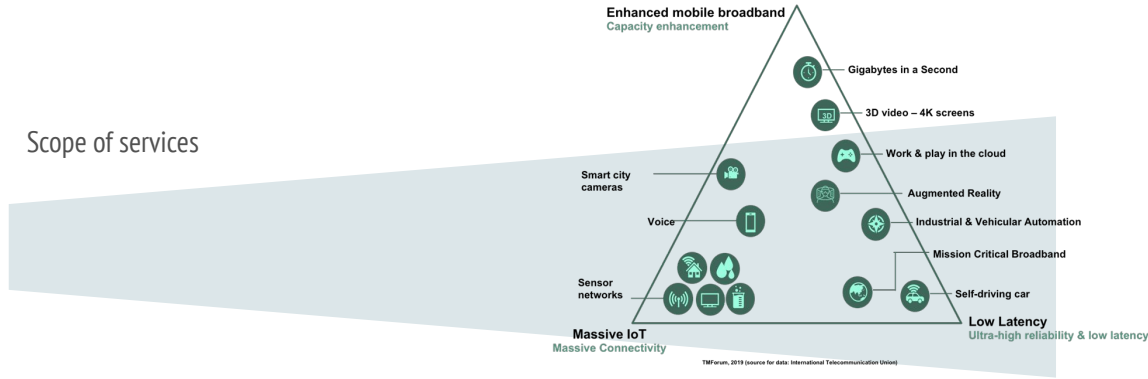 Enhanced mobile broadband
Capacity enhancement
Gigabytes in a Second
3D
3D video – 4K screens
Scope of services
Work & play in the cloud
Smart city
cameras
Augmented Reality
Voice
Industrial & Vehicular Automation
Mission Critical Broadband
Sensor
networks
Self-driving car
Massive IoT
Massive Connectivity
Low Latency
Ultra-high reliability & low latency
TMForum, 2019 (source for data: International Telecommunication Union)